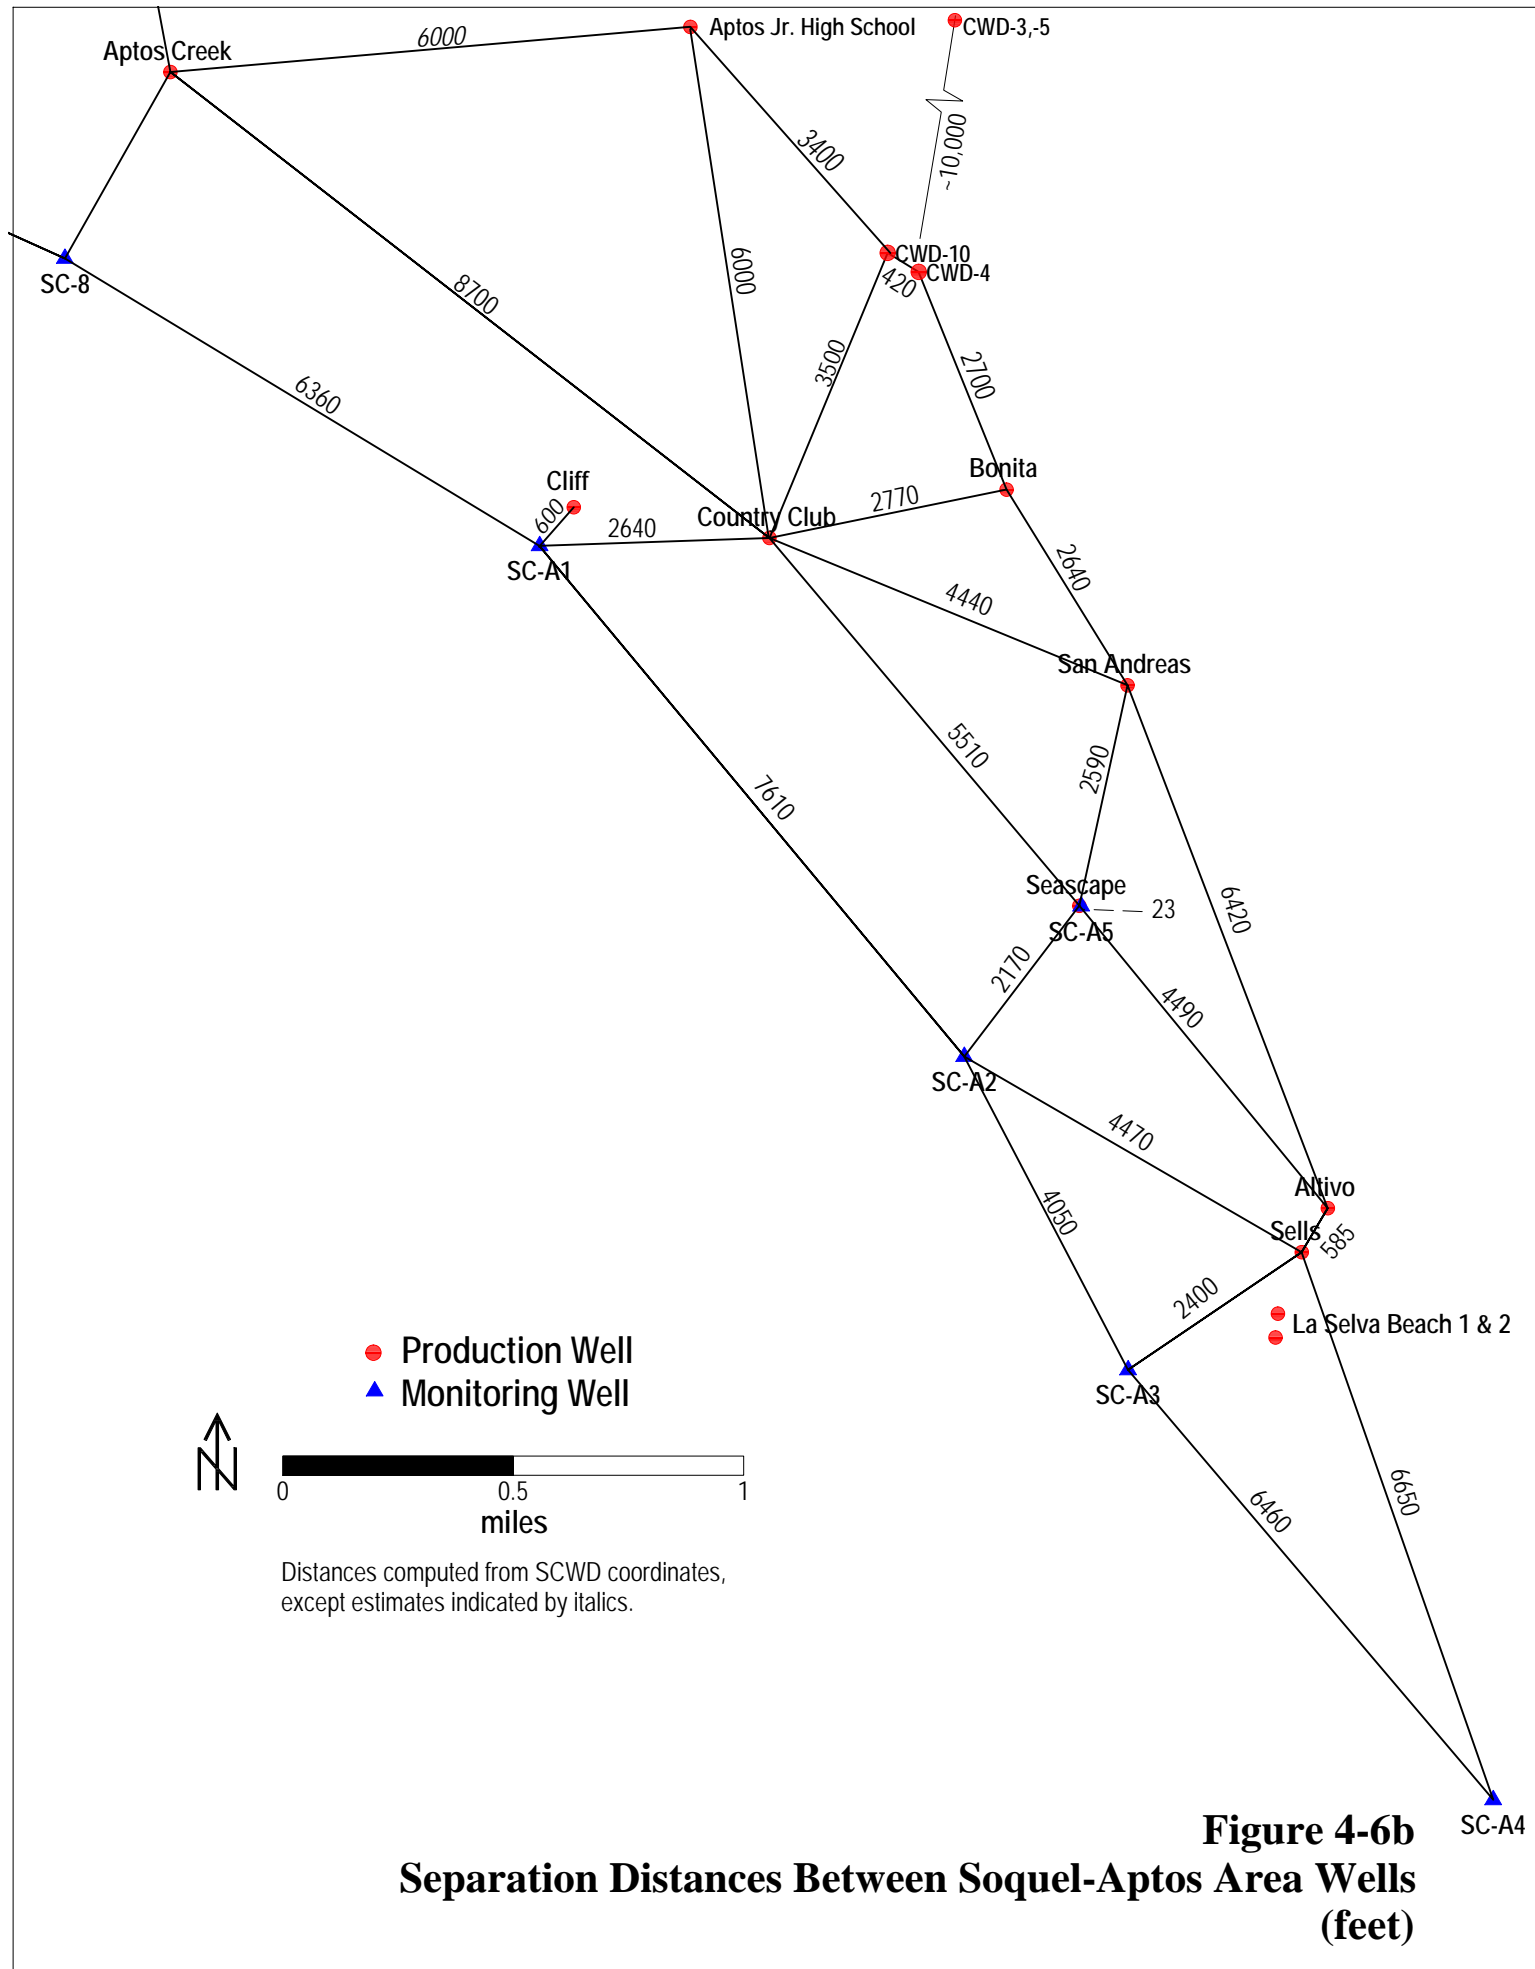 Aptos Jr. High School
CWD-3,-5
6000
Aptos Creek
~10,000
3400
CWD-10
CWD-4
420
SC-8
8700
6000
3500
2700
6360
Cliff
600
SC-A1
2640
Country Club
2770
Bonita
2640
4440
San Andreas
5510
2590
7610
Seascape
SC-A5
23
6420
2170
4490
SC-A2
4470
4050
Altivo
Sells
585
2400
La Selva Beach 1 & 2
SC-A3
Production Well
Monitoring Well
N
0
0.5
1
miles
6460
6650
Distances computed from SCWD coordinates,
except estimates indicated by italics.
SC-A4
Figure 4-6b
Separation Distances Between Soquel-Aptos Area Wells
(feet)